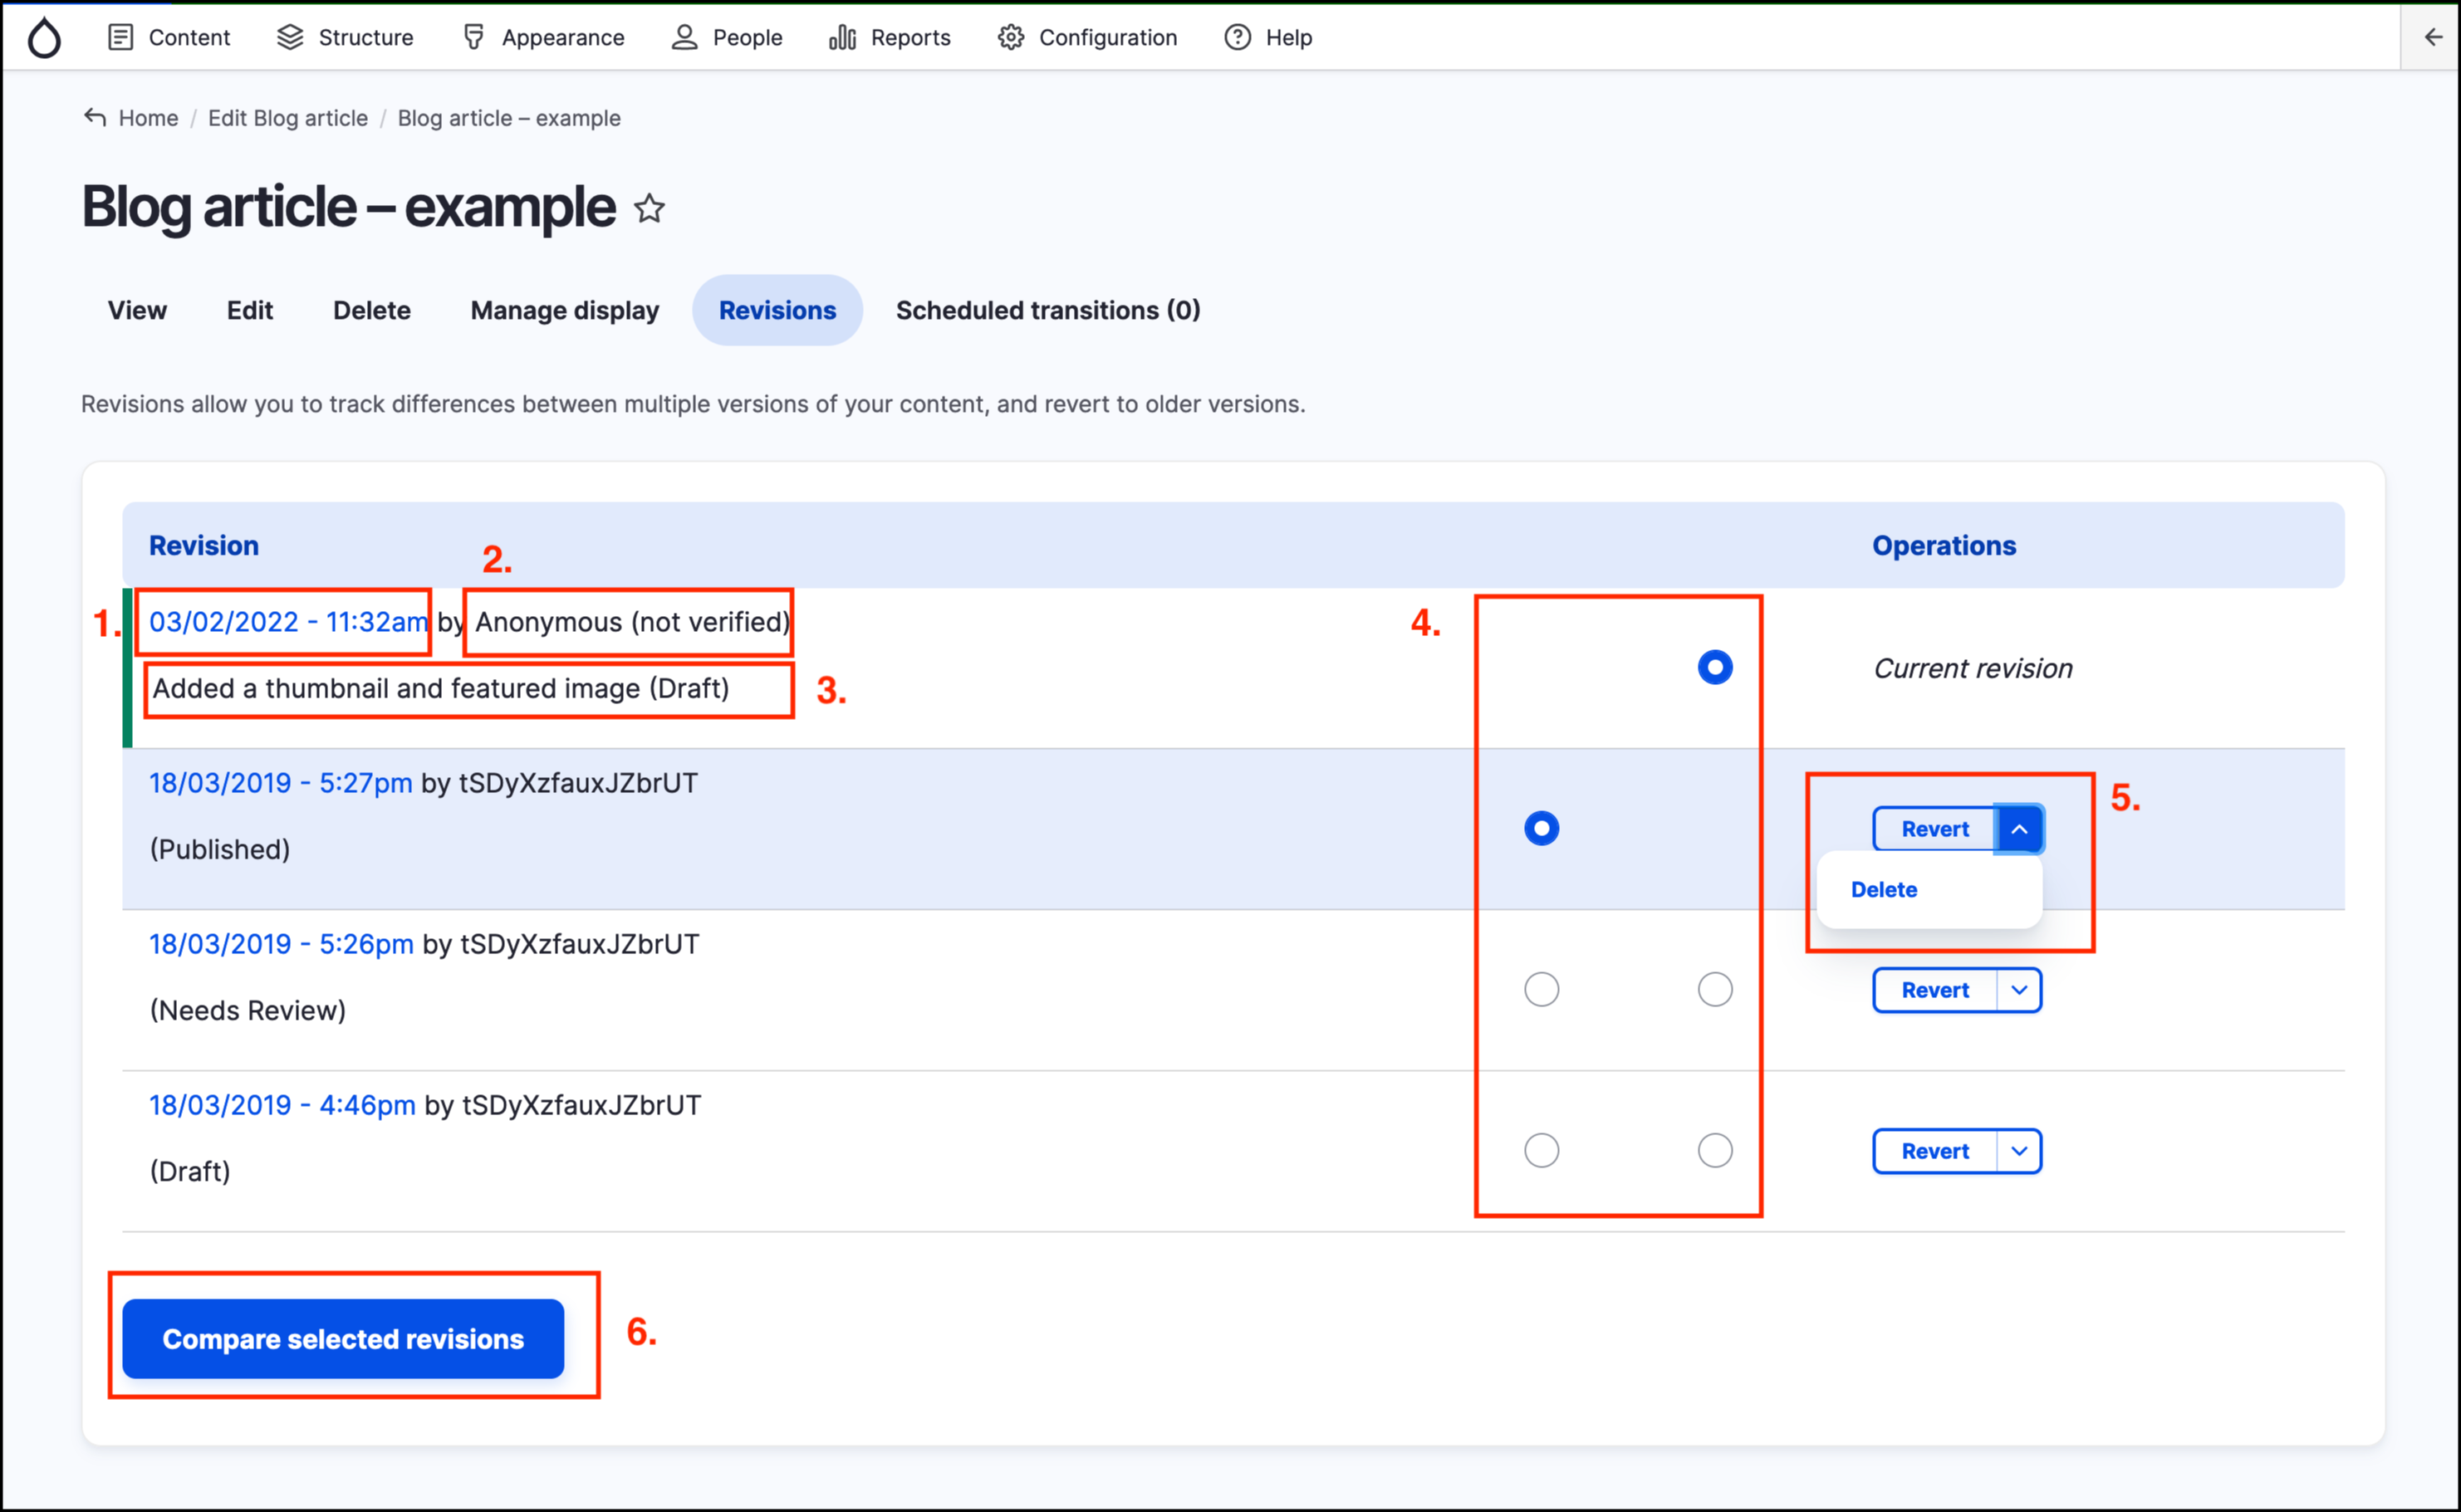 Content Structure Appearance People Reports Configuration Help
Home / Edit Blog article / Blog article – example
Blog article – example
View Edit Delete Manage display Revisions Scheduled transitions (0)
Revisions allow you to track differences between multiple versions of your content, and revert to older versions.
Revision Operations
2.
1. 03/02/2022 - 11:32am by Anonymous (not verified) 4.
Current revision
Added a thumbnail and featured image (Draft) 3.
18/03/2019 - 5:27pm by tSDyXzfauxJZbrUT 5.
Revert
(Published)
Delete
18/03/2019 - 5:26pm by tSDyXzfauxJZbrUT
Revert
(Needs Review)
18/03/2019 - 4:46pm by tSDyXzfauxJZbrUT
Revert
(Draft)
Compare selected revisions 6.